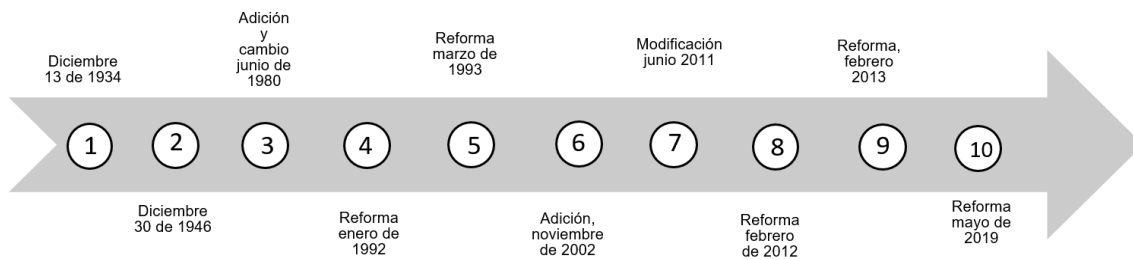 Diciembre
13 de 1934
Adición
y
cambio
junio de
1980
Reforma
marzo de
1993
Modificación
junio 2011
Reforma,
febrero
2013
1
2
3
4
5
6
7
8
9
10
Diciembre
30 de 1946
Reforma
enero de
1992
Adición,
noviembre
de 2002
Reforma
febrero
de 2012
Reforma
mayo de
2019